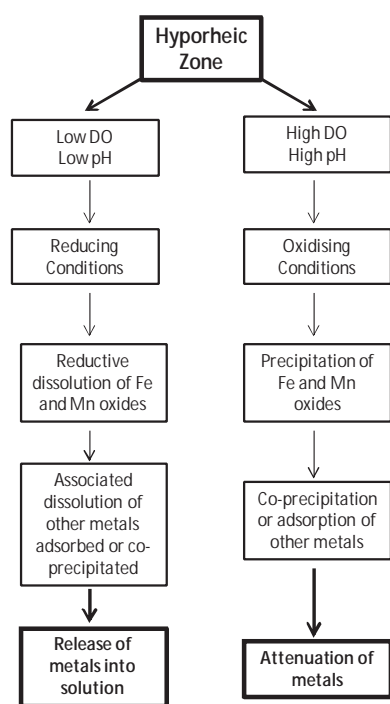 Hyporheic
Zone
Low DO
Low pH
High DO
High pH
Reducing
Conditions
Oxidising
Conditions
Reductive
dissolution of Fe
and Mn oxides
Precipitation of
Fe and Mn
oxides
Associated
dissolution of
other metals
adsorbed or co-
precipitated
Co-precipitation
or adsorption of
other metals
Release of
metals into
solution
Attenuation of
metals